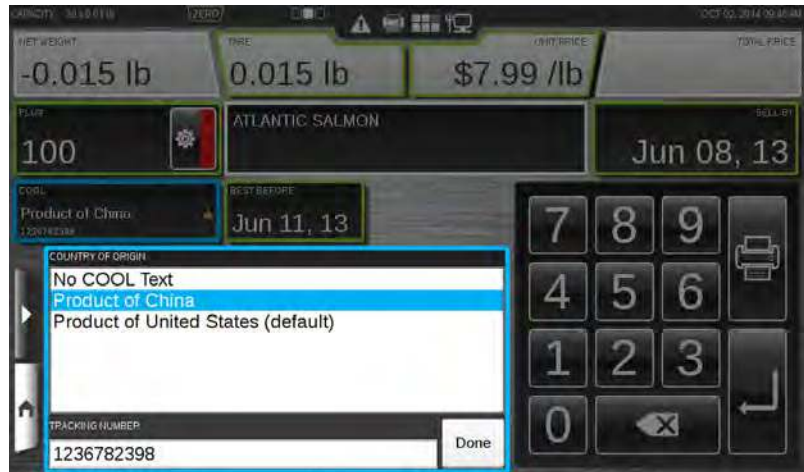 ZERO
OCT 02, 2014 09:46 AM
NET WEIGHT
-0.015 lb
TARE
0.015 lb
UNIT PRICE
$7.99 /lb
TOTAL PRICE
PLU#
100
ATLANTIC SALMON
SELL BY
Jun 08, 13
COOL
Product of China
BEST BEFORE
Jun 11, 13
COUNTRY OF ORIGIN
No COOL Text
Product of China
Product of United States (default)
TRACKING NUMBER
1236782398
Done
7 8 9
4 5 6
1 2 3
0